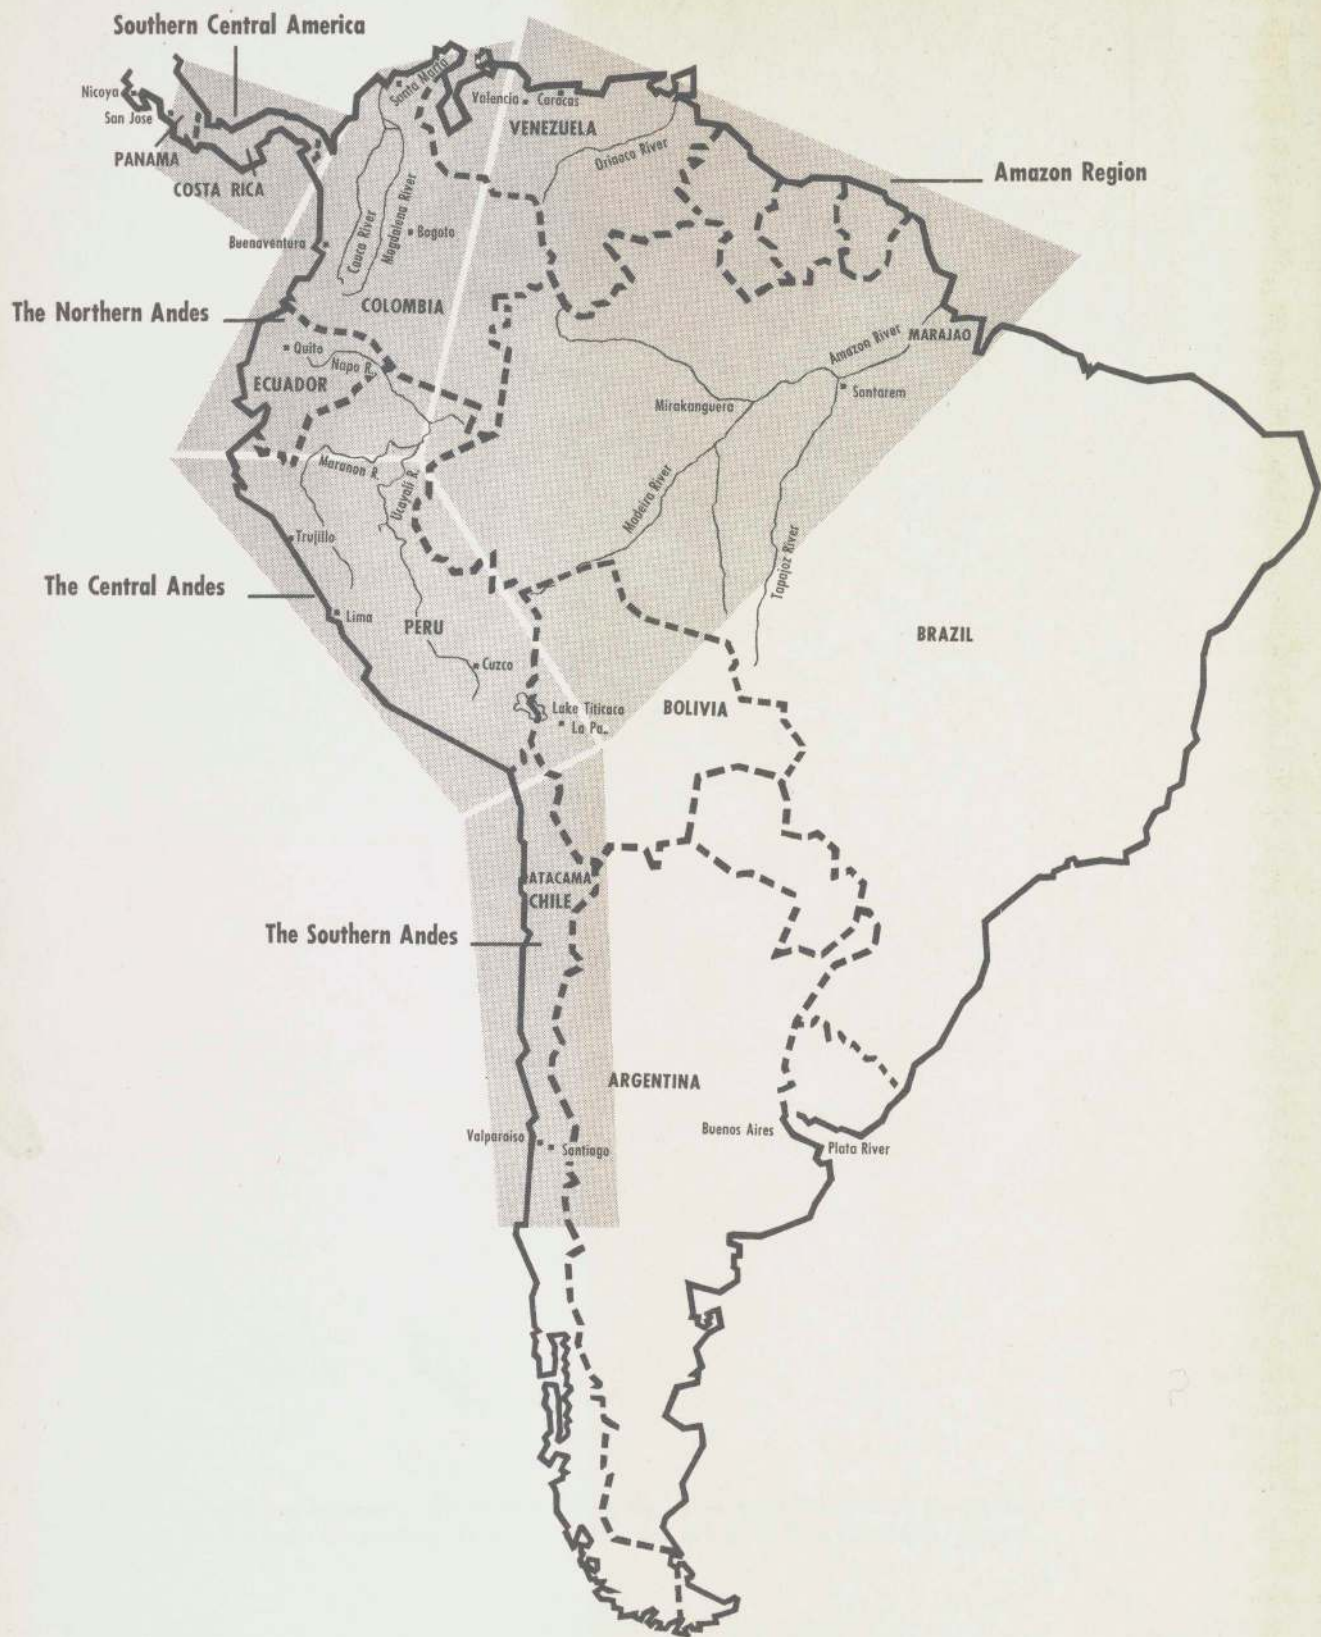 Southern Central America
Nicoya
San Jose
PANAMA
COSTA RICA
Santa Marta
Valencia
Caracas
VENEZUELA
Orinoco River
Amazon Region
Cauca River
Magdalena River
Bogota
Buenaventura
The Northern Andes
COLOMBIA
Quito
Napo R.
ECUADOR
Amazon River
MARAJAO
Santarem
Mirakanguera
Maranon R.
Ucayali R.
Madeira River
Tapajoz River
Trujillo
The Central Andes
Lima
PERU
BRAZIL
Cuzco
Lake Titicaca
La Pa..
BOLIVIA
ATACAMA
CHILE
The Southern Andes
ARGENTINA
Valparaiso
Santiago
Buenos Aires
Plata River